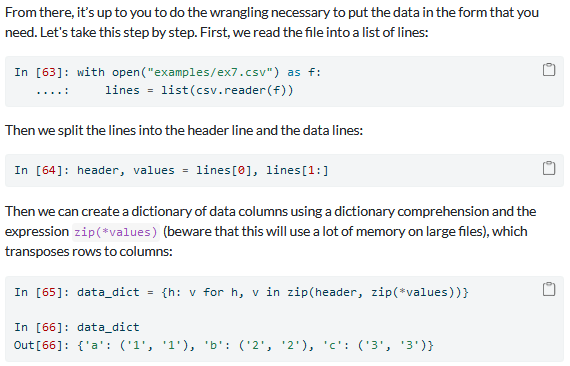 From there, it's up to you to do the wrangling necessary to put the data in the form that you
need. Let's take this step by step. First, we read the file into a list of lines:
In [63]: with open("examples/ex7.csv") as f:
   ....:     lines = list(csv.reader(f))
Then we split the lines into the header line and the data lines:
In [64]: header, values = lines[0], lines[1:]
Then we can create a dictionary of data columns using a dictionary comprehension and the
expression zip(*values) (beware that this will use a lot of memory on large files), which
transposes rows to columns:
In [65]: data_dict = {h: v for h, v in zip(header, zip(*values))}
In [66]: data_dict
Out[66]: {'a': ('1', '1'), 'b': ('2', '2'), 'c': ('3', '3')}